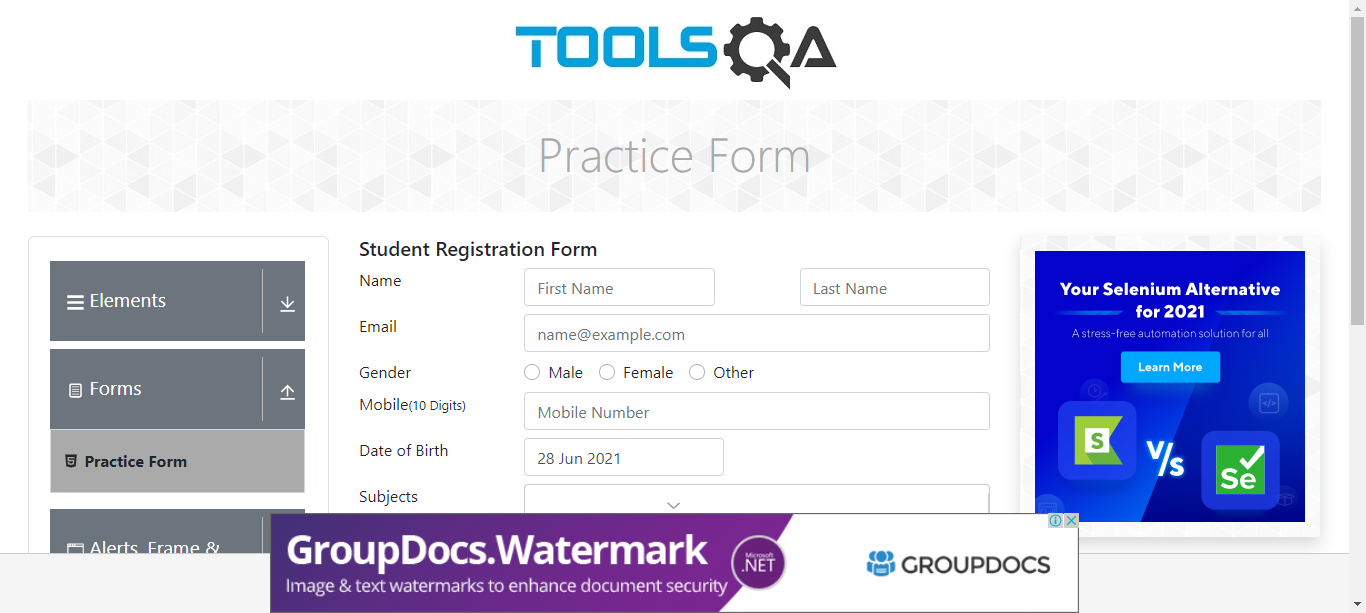 TOOLSQA
Practice Form
Elements
Forms
Practice Form
Alerts, Frame &
Student Registration Form
Name
First Name
Last Name
Email
name@example.com
Gender
Male
Female
Other
Mobile(10 Digits)
Mobile Number
Date of Birth
28 Jun 2021
Subjects
Your Selenium Alternative
for 2021
A stress-free automation solution for all
Learn More
S
V/s
Se
GroupDocs.Watermark
Image & text watermarks to enhance document security
Microsoft
.NET
GROUPDOCS